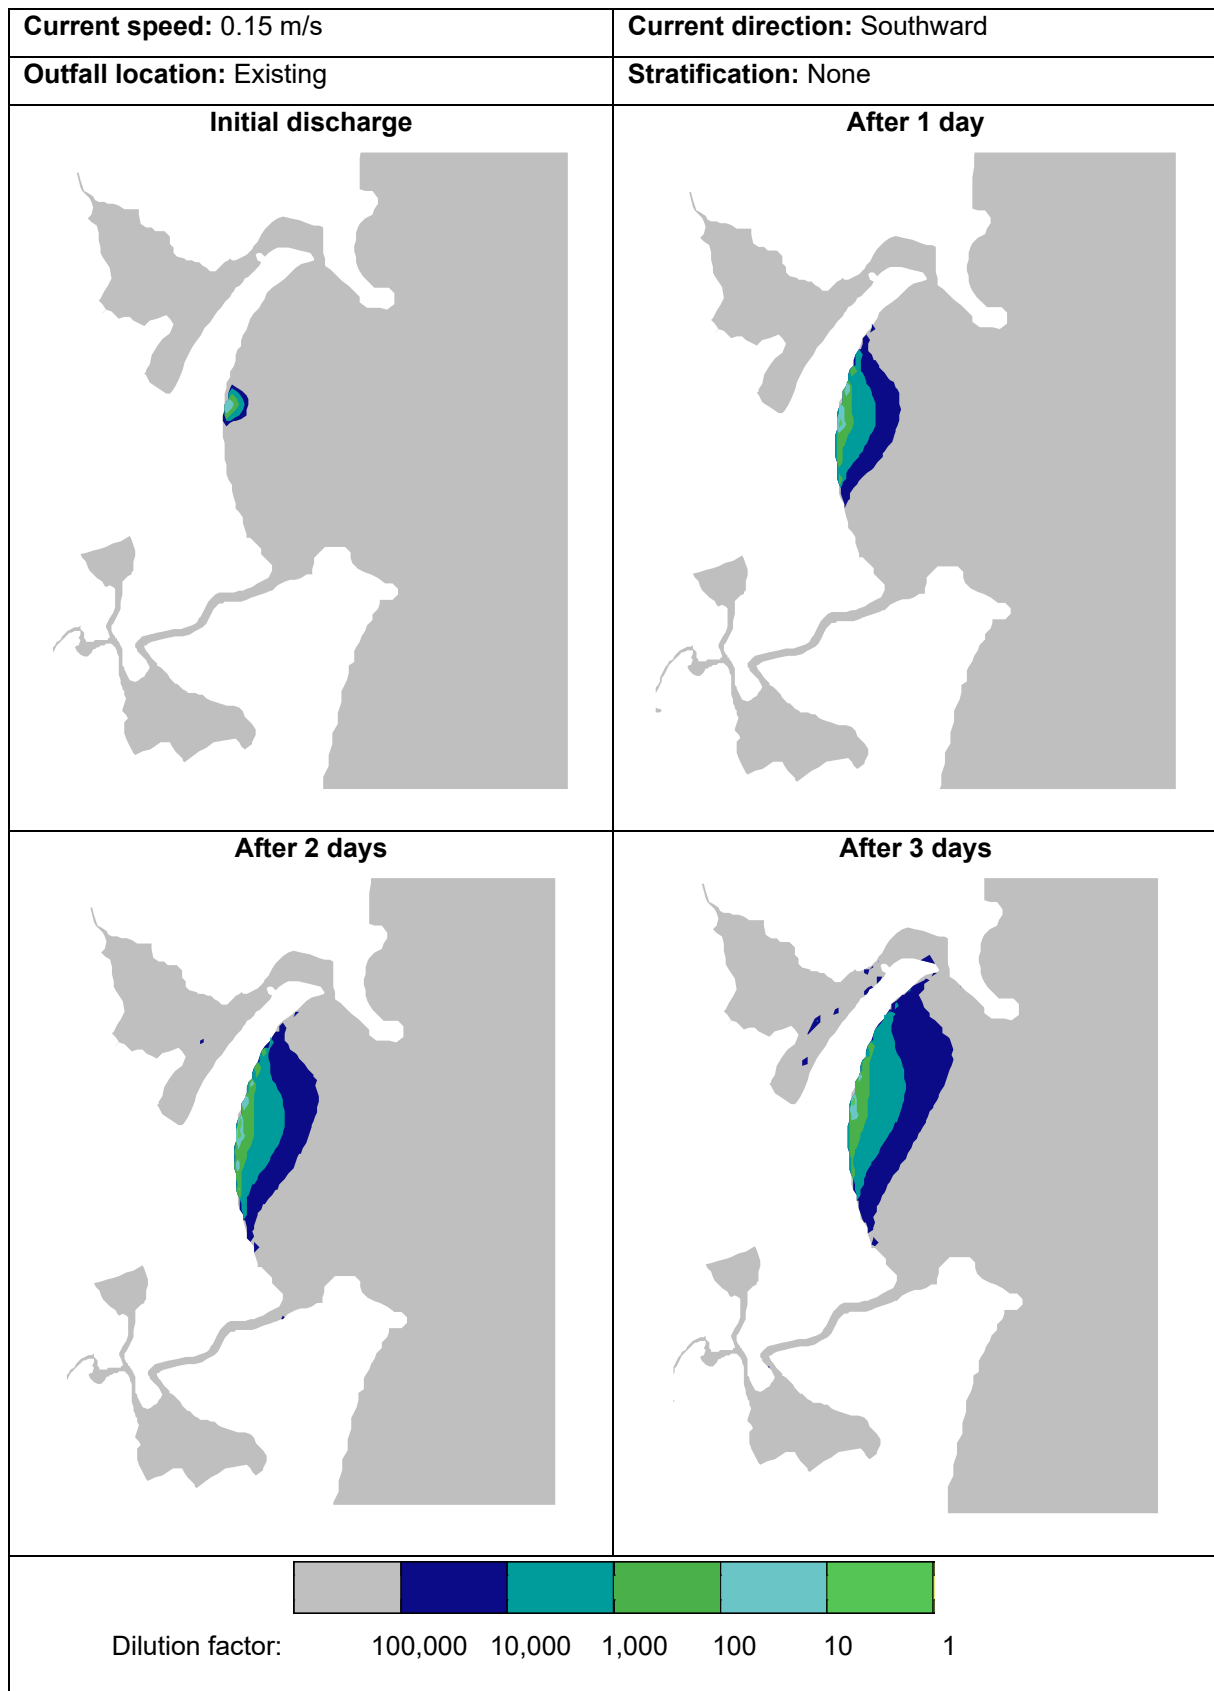 Current speed: 0.15 m/s
Current direction: Southward
Outfall location: Existing
Stratification: None
Initial discharge
After 1 day
After 2 days
After 3 days
Dilution factor: 100,000 10,000 1,000 100 10 1